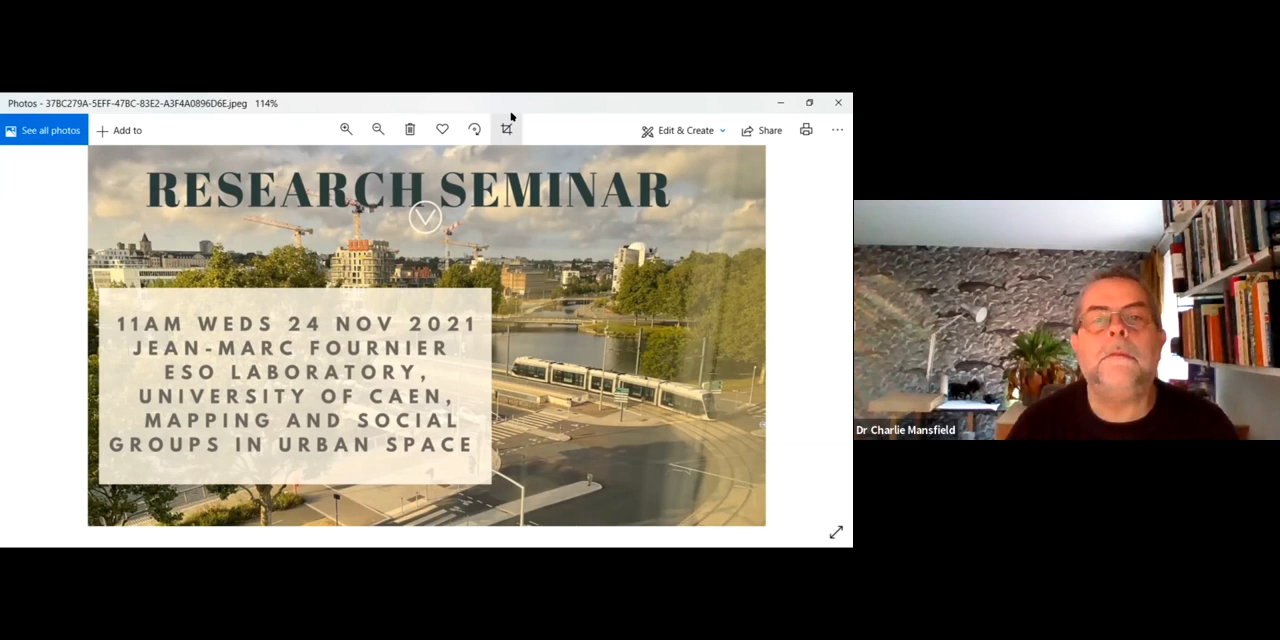 Photos - 37BC279A-5EFF-47BC-83E2-A3F4A0896D6E.jpeg 114%
See all photos
Add to
Edit & Create
Share
RESEARCH SEMINAR
11AM WEDS 24 NOV 2021
JEAN-MARC FOURNIER
ESO LABORATORY,
UNIVERSITY OF CAEN,
MAPPING AND SOCIAL
GROUPS IN URBAN SPACE
Dr Charlie Mansfield